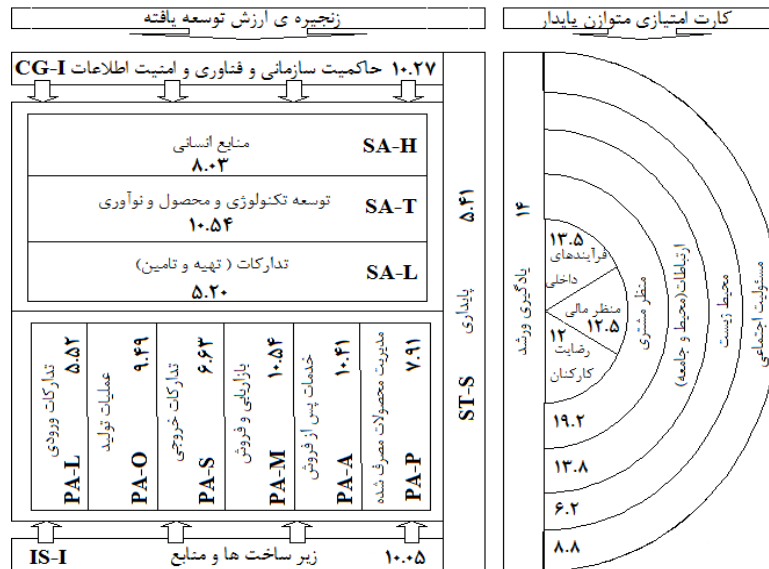 کارت امتیازی متوازن پایدار
زنجیره ی ارزش توسعه یافته
۱۰.۲۷ حاکمیت سازمانی و فناوری و امنیت اطلاعات CG-I
SA-H
منابع انسانی
۸.۰۳
SA-T
توسعه تکنولوژی و محصول و نوآوری
۱۰.۵۴
SA-L
تدارکات ( تهیه و تامین)
۵.۲۰
ST-S پایداری ۵.۴۱
PA-L تدارکات ورودی ۵.۵۲
PA-O عملیات تولید ۹.۴۹
PA-S تدارکات خروجی ۶.۶۳
PA-M بازاریابی و فروش ۱۰.۵۴
PA-A خدمات پس از فروش ۱۰.۴۱
PA-P مدیریت محصولات مصرف شده ۷.۹۱
IS-I زیر ساخت ها و منابع ۱۰.۰۵
۱۴
یادگیری ورشد
۱۳.۵
فرآیندهای
داخلی
منظر مالی
۱۲.۵
۱۲
رضایت
کارکنان
منظر مشتری
ارتباطات(محیط و جامعه)
محیط زیست
مسئولیت اجتماعی
۱۹.۲
۱۳.۸
۶.۲
۸.۸